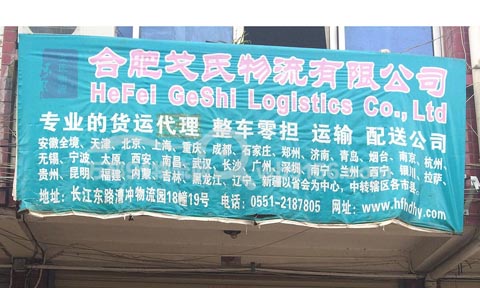 合肥戈氏物流有限公司
HeFei GeShi Logistics Co., Ltd
专业的货运代理 整车零担 运输 配送公司
安徽全境、天津、北京、上海、重庆、成都、石家庄、郑州、济南、青岛、烟台、南京、杭州、
无锡、宁波、太原、西安、南昌、武汉、长沙、广州、深圳、南宁、兰州、西宁、银川、拉萨、
贵州、昆明、福建、内蒙、吉林、黑龙江、辽宁、新疆以省会为中心，中转辖区各市县。
地址：长江东路漕冲物流园18幢19号 电话：0551-2187805 网址：www.hfhdhy.com